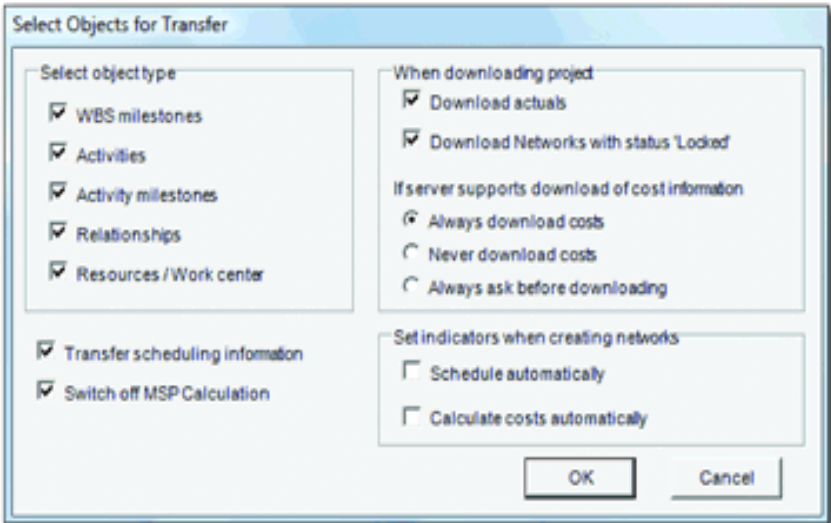 Select Objects for Transfer
Select object type
WBS milestones
Activities
Activity milestones
Relationships
Resources / Work center
Transfer scheduling information
Switch off MSP Calculation
When downloading project
Download actuals
Download Networks with status 'Locked'
If server supports download of cost information
Always download costs
Never download costs
Always ask before downloading
Set indicators when creating networks
Schedule automatically
Calculate costs automatically
OK
Cancel